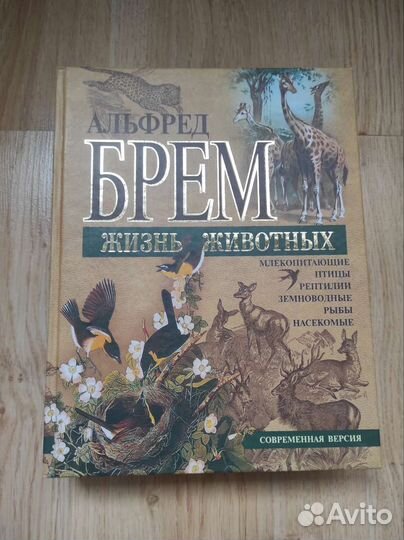 АЛЬФРЕД
БРЕМ
ЖИЗНЬ ЖИВОТНЫХ
МЛЕКОПИТАЮЩИЕ
ПТИЦЫ
РЕПТИЛИИ
ЗЕМНОВОДНЫЕ
РЫБЫ
НАСЕКОМЫЕ
СОВРЕМЕННАЯ ВЕРСИЯ
Avito